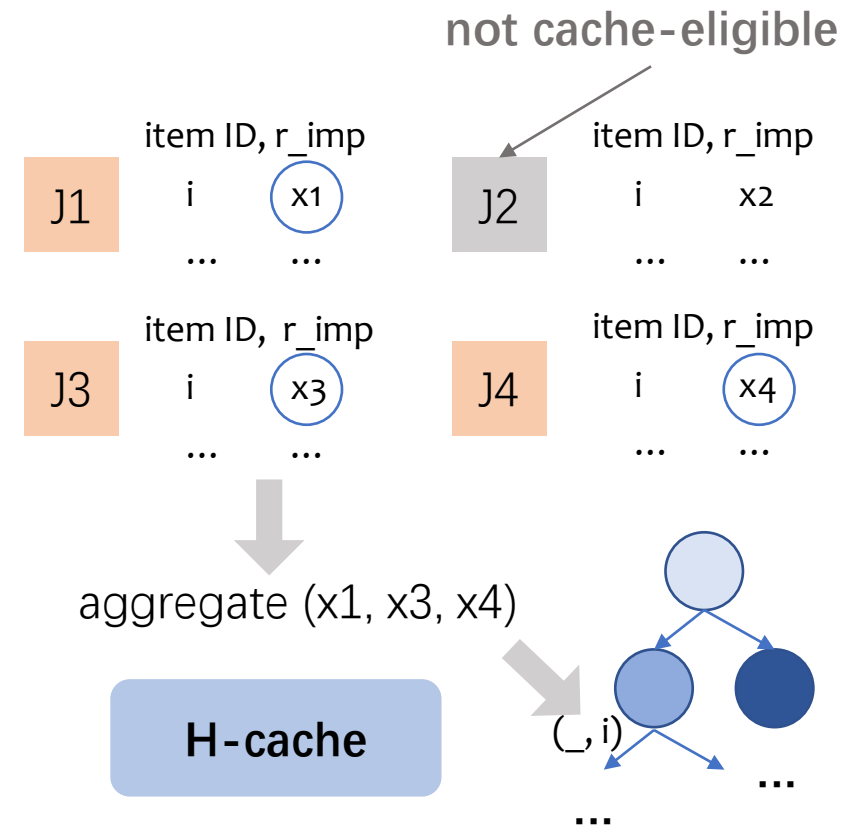 not cache-eligible
item ID, r_imp
J1
i x1
... ...
item ID, r_imp
J2
i x2
... ...
item ID, r_imp
J3
i x3
... ...
item ID, r_imp
J4
i x4
... ...
aggregate (x1, x3, x4)
H-cache
(_, i)
...
...